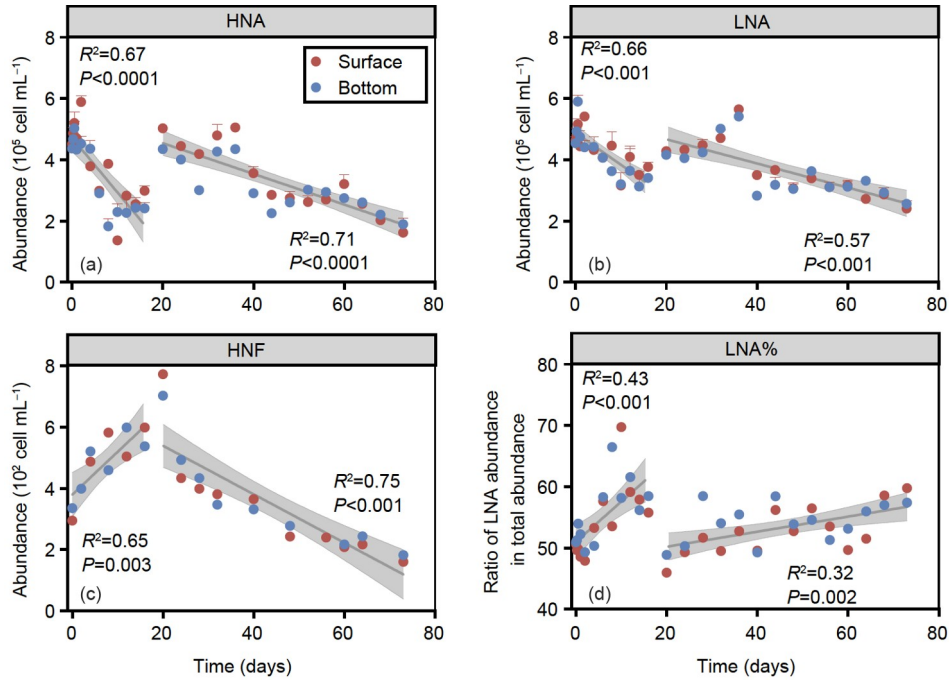 HNA
Abundance (10⁵ cell mL⁻¹)
8
6
4
2
0
R²=0.67
P<0.0001
Surface
Bottom
R²=0.71
P<0.0001
(a)
0 20 40 60 80
LNA
Abundance (10⁵ cell mL⁻¹)
8
6
4
2
0
R²=0.66
P<0.001
R²=0.57
P<0.001
(b)
0 20 40 60 80
HNF
Abundance (10² cell mL⁻¹)
8
6
4
2
0
R²=0.75
P<0.001
R²=0.65
P=0.003
(c)
0 20 40 60 80
Time (days)
LNA%
Ratio of LNA abundance
in total abundance
80
70
60
50
40
R²=0.43
P<0.001
R²=0.32
P=0.002
(d)
0 20 40 60 80
Time (days)